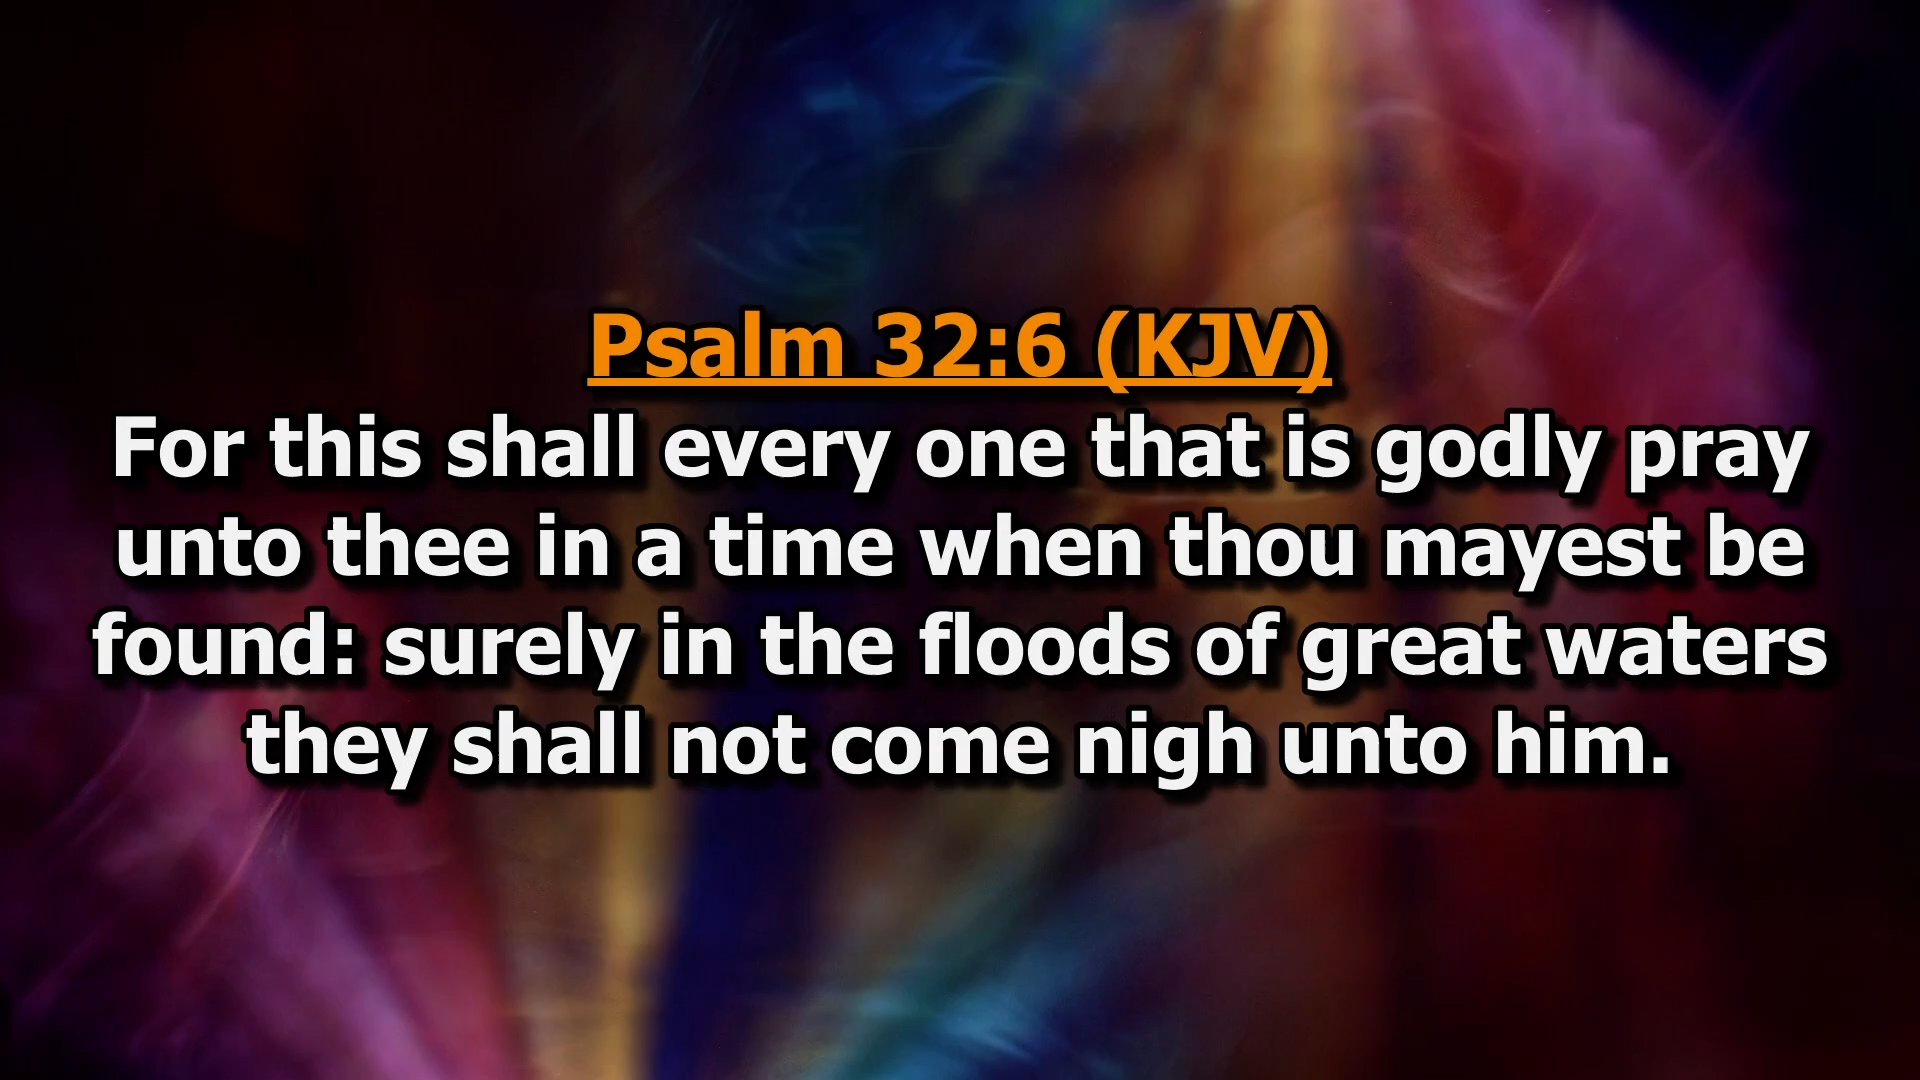 Psalm 32:6 (KJV)
For this shall every one that is godly pray
unto thee in a time when thou mayest be
found: surely in the floods of great waters
they shall not come nigh unto him.